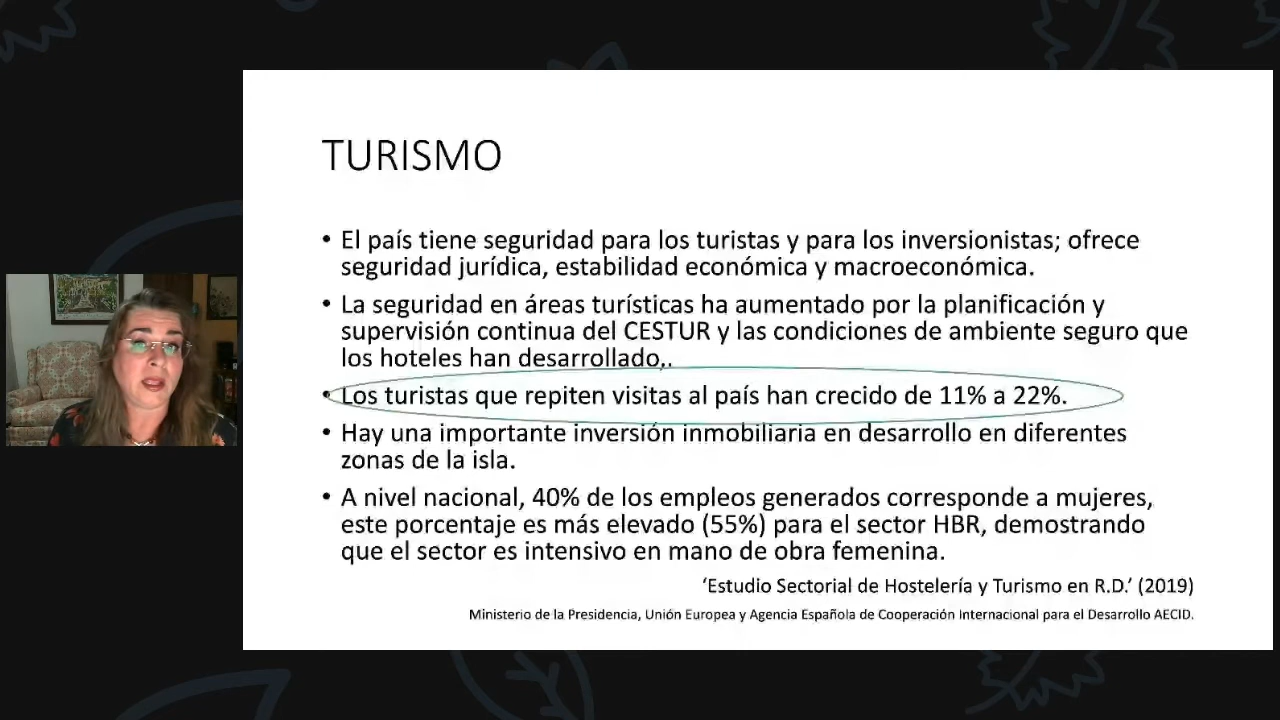 TURISMO
• El país tiene seguridad para los turistas y para los inversionistas; ofrece
seguridad jurídica, estabilidad económica y macroeconómica.
• La seguridad en áreas turísticas ha aumentado por la planificación y
supervisión continua del CESTUR y las condiciones de ambiente seguro que
los hoteles han desarrollado,.
• Los turistas que repiten visitas al país han crecido de 11% a 22%.
• Hay una importante inversión inmobiliaria en desarrollo en diferentes
zonas de la isla.
• A nivel nacional, 40% de los empleos generados corresponde a mujeres,
este porcentaje es más elevado (55%) para el sector HBR, demostrando
que el sector es intensivo en mano de obra femenina.
‘Estudio Sectorial de Hostelería y Turismo en R.D.’ (2019)
Ministerio de la Presidencia, Unión Europea y Agencia Española de Cooperación Internacional para el Desarrollo AECID.